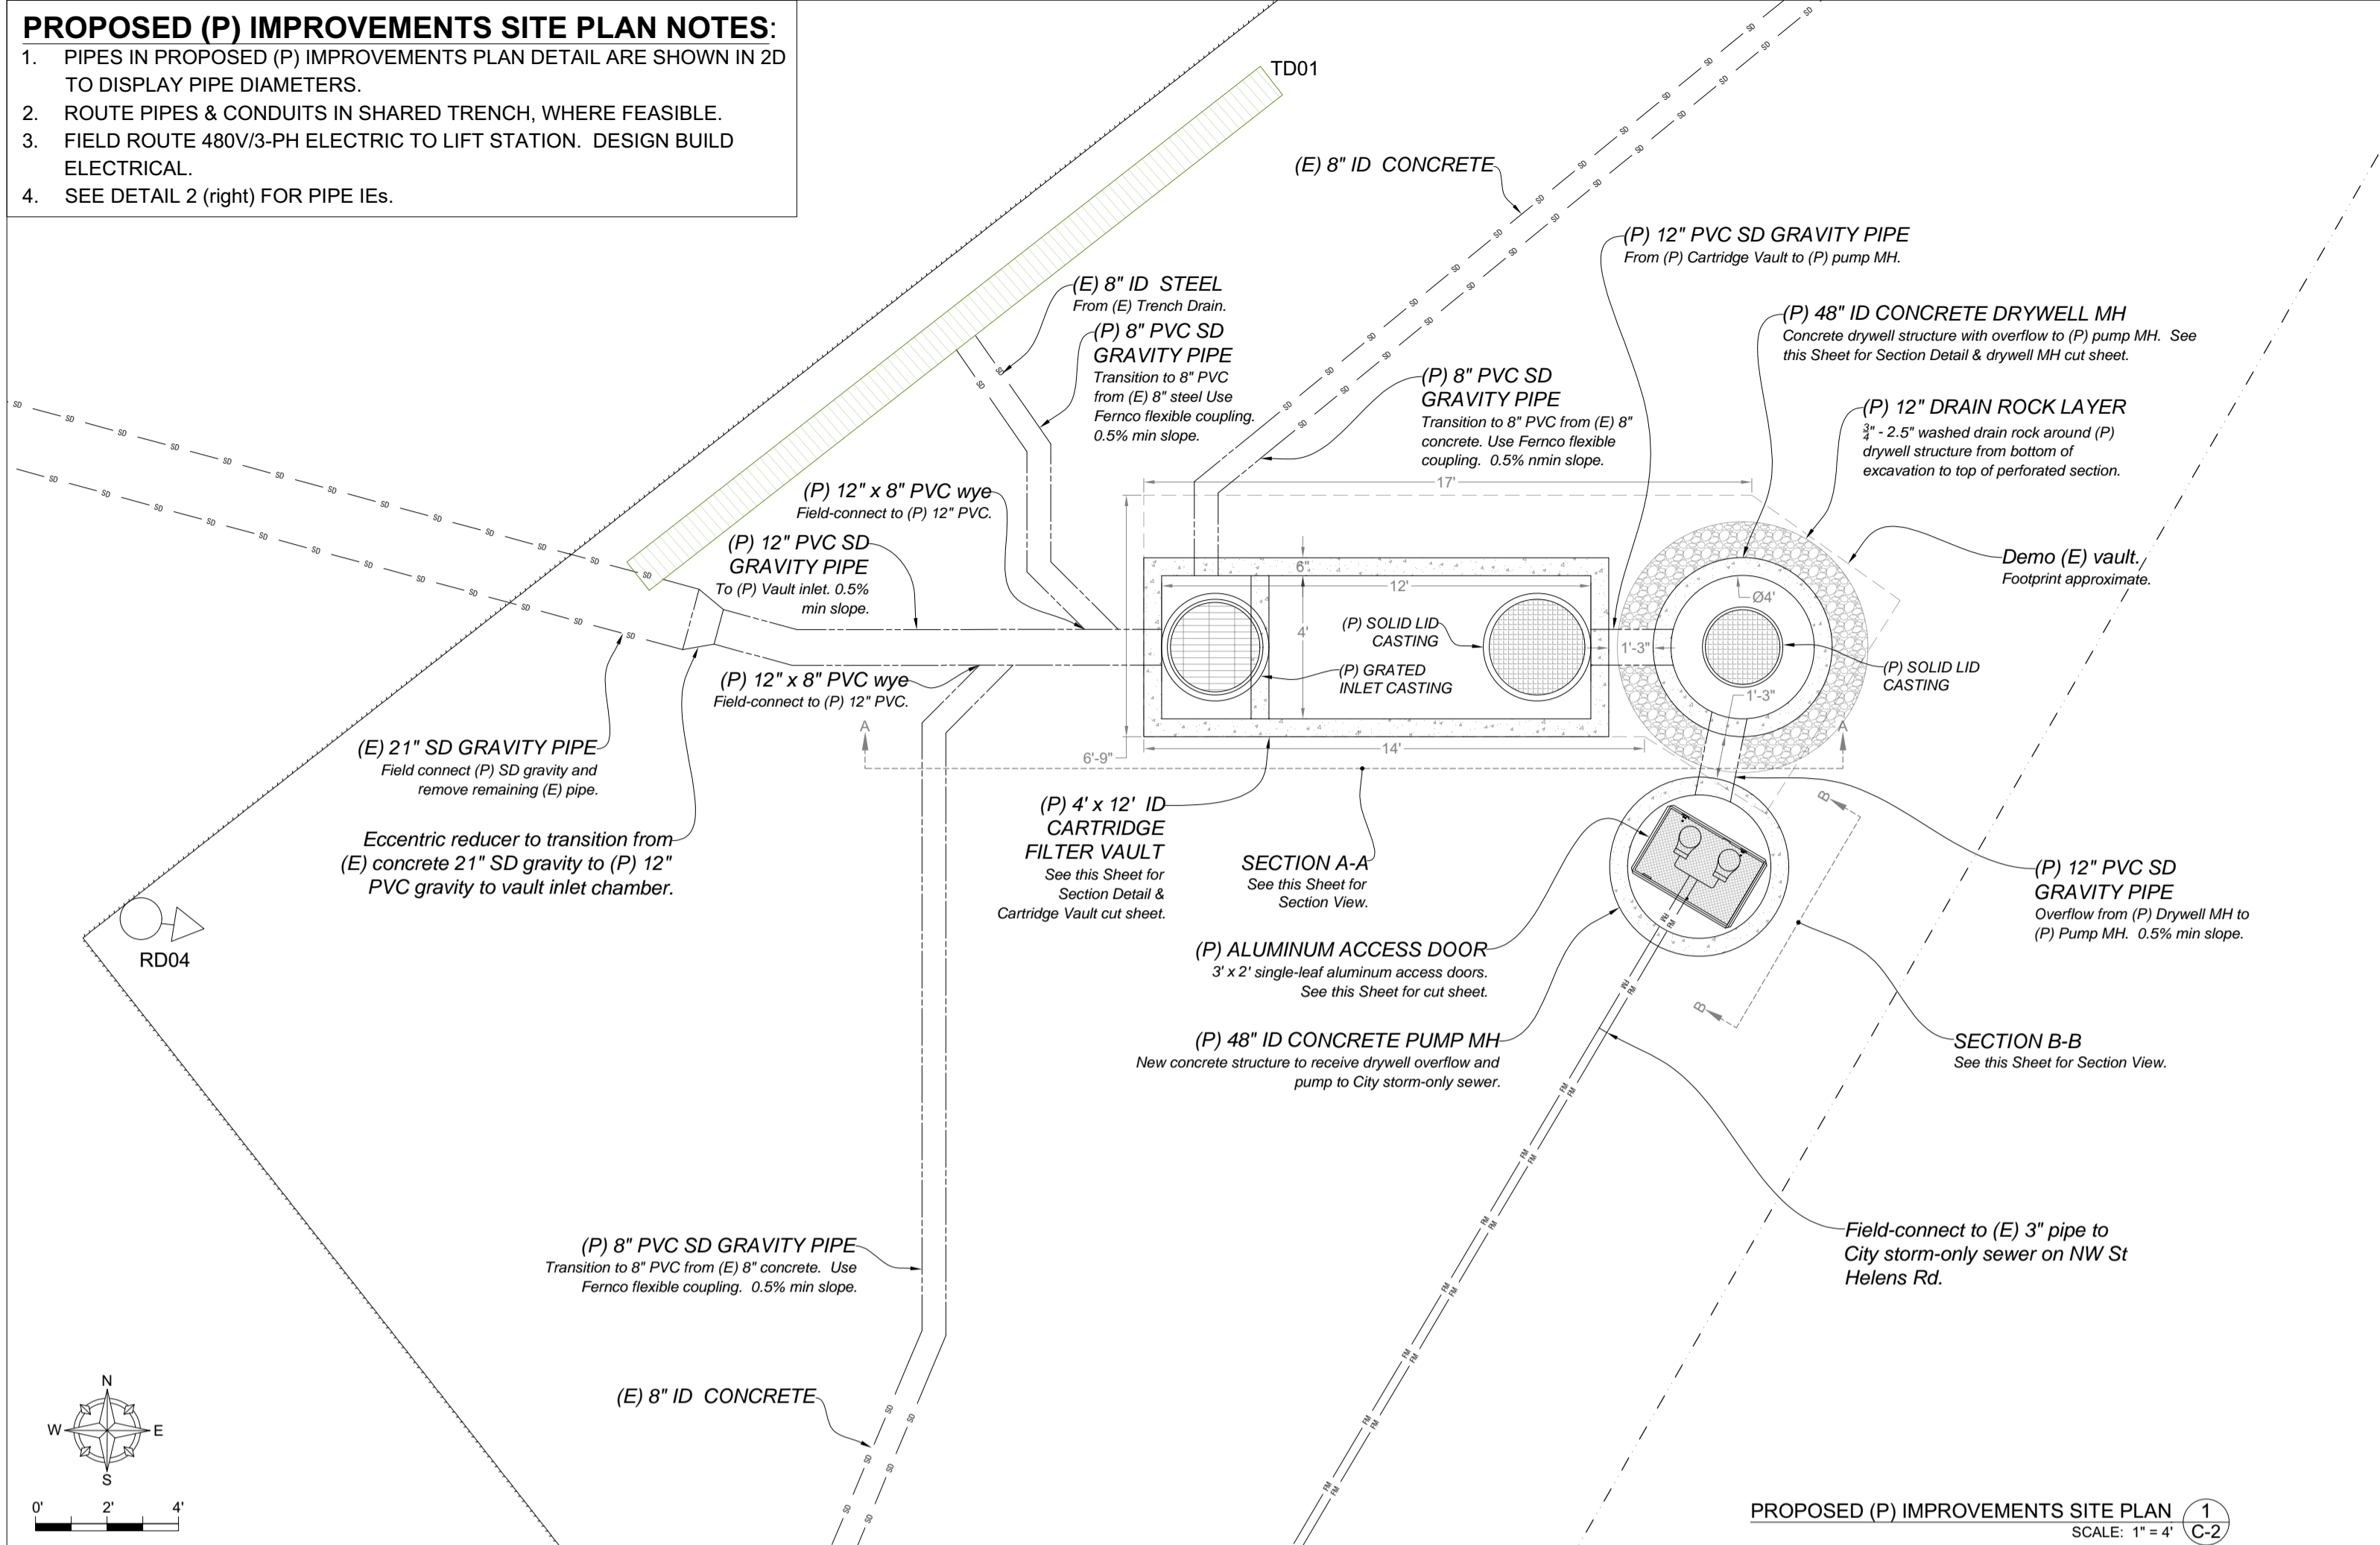 PROPOSED (P) IMPROVEMENTS SITE PLAN NOTES:
1. PIPES IN PROPOSED (P) IMPROVEMENTS PLAN DETAIL ARE SHOWN IN 2D
TO DISPLAY PIPE DIAMETERS.
2. ROUTE PIPES & CONDUITS IN SHARED TRENCH, WHERE FEASIBLE.
3. FIELD ROUTE 480V/3-PH ELECTRIC TO LIFT STATION. DESIGN BUILD
ELECTRICAL.
4. SEE DETAIL 2 (right) FOR PIPE IEs.
TD01
(E) 8" ID CONCRETE
(P) 12" PVC SD GRAVITY PIPE
From (P) Cartridge Vault to (P) pump MH.
(E) 8" ID STEEL
From (E) Trench Drain.
(P) 8" PVC SD
GRAVITY PIPE
Transition to 8" PVC
from (E) 8" steel Use
Fernco flexible coupling.
0.5% min slope.
(P) 48" ID CONCRETE DRYWELL MH
Concrete drywell structure with overflow to (P) pump MH. See
this Sheet for Section Detail & drywell MH cut sheet.
(P) 8" PVC SD
GRAVITY PIPE
Transition to 8" PVC from (E) 8"
concrete. Use Fernco flexible
coupling. 0.5% nmin slope.
(P) 12" DRAIN ROCK LAYER
3/4" - 2.5" washed drain rock around (P)
drywell structure from bottom of
excavation to top of perforated section.
(P) 12" x 8" PVC wye
Field-connect to (P) 12" PVC.
17'
(P) 12" PVC SD
GRAVITY PIPE
To (P) Vault inlet. 0.5%
min slope.
Demo (E) vault.
Footprint approximate.
6"
12'
4'
Ø4'
(P) SOLID LID
CASTING
(P) GRATED
INLET CASTING
1'-3"
(P) SOLID LID
CASTING
1'-3"
(P) 12" x 8" PVC wye
Field-connect to (P) 12" PVC.
A
A
14'
6'-9"
(E) 21" SD GRAVITY PIPE
Field connect (P) SD gravity and
remove remaining (E) pipe.
Eccentric reducer to transition from
(E) concrete 21" SD gravity to (P) 12"
PVC gravity to vault inlet chamber.
(P) 4' x 12' ID
CARTRIDGE
FILTER VAULT
See this Sheet for
Section Detail &
Cartridge Vault cut sheet.
SECTION A-A
See this Sheet for
Section View.
B
B
(P) 12" PVC SD
GRAVITY PIPE
Overflow from (P) Drywell MH to
(P) Pump MH. 0.5% min slope.
RD04
(P) ALUMINUM ACCESS DOOR
3' x 2' single-leaf aluminum access doors.
See this Sheet for cut sheet.
(P) 48" ID CONCRETE PUMP MH
New concrete structure to receive drywell overflow and
pump to City storm-only sewer.
SECTION B-B
See this Sheet for Section View.
Field-connect to (E) 3" pipe to
City storm-only sewer on NW St
Helens Rd.
(P) 8" PVC SD GRAVITY PIPE
Transition to 8" PVC from (E) 8" concrete. Use
Fernco flexible coupling. 0.5% min slope.
(E) 8" ID CONCRETE
N
W
E
S
0' 2' 4'
SD
FM
PROPOSED (P) IMPROVEMENTS SITE PLAN
SCALE: 1" = 4'
1
C-2